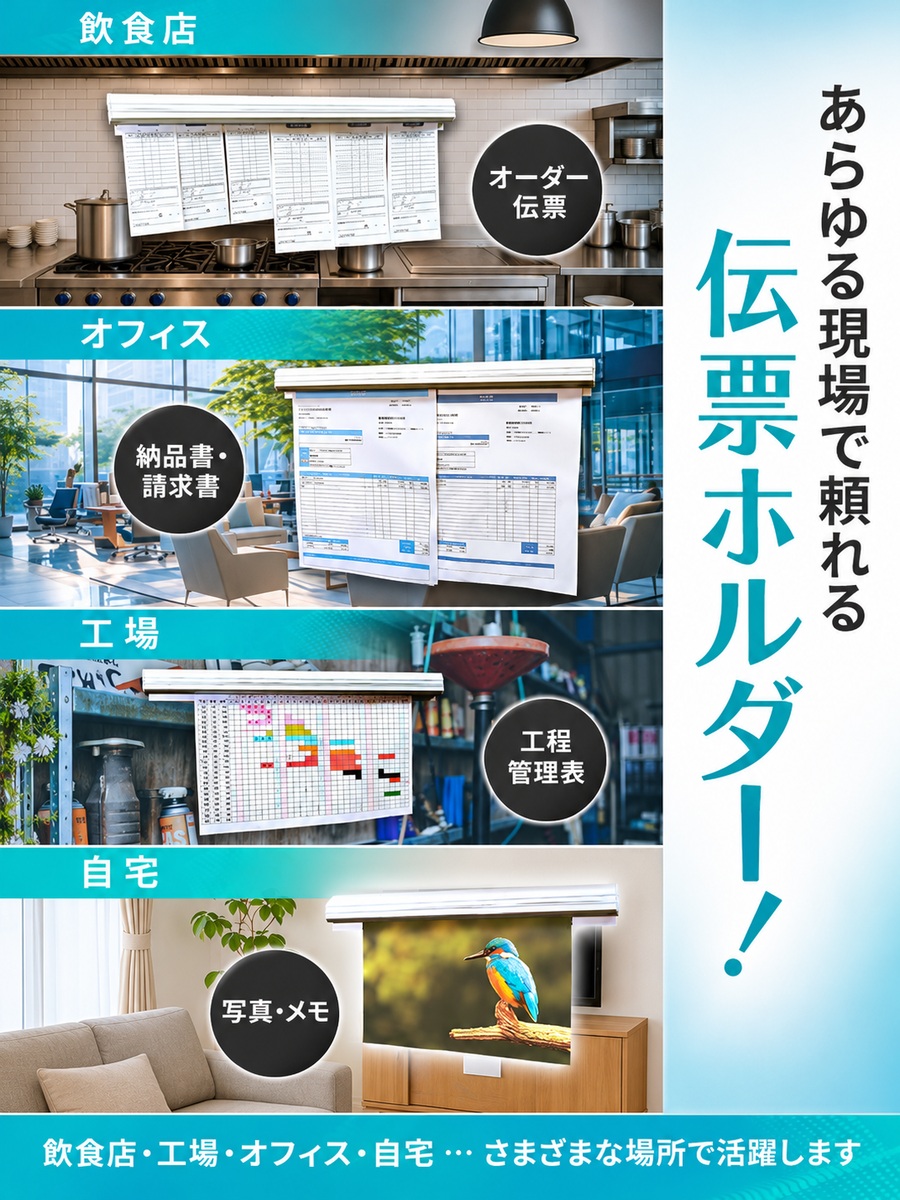 あらゆる現場で頼れる
伝票ホルダー！
飲食店
オーダー
伝票
オフィス
納品書・
請求書
工場
工程
管理表
自宅
写真・メモ
飲食店・工場・オフィス・自宅 … さまざまな場所で活躍します